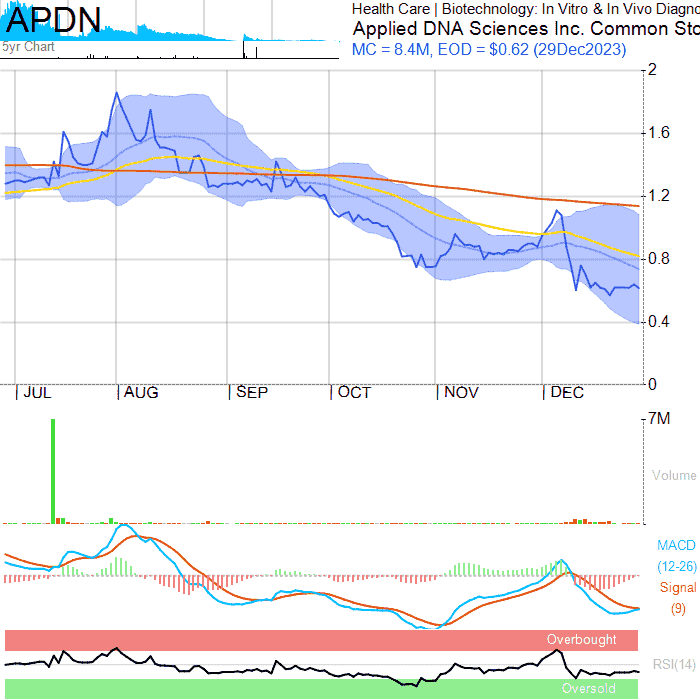 APDN
5yr Chart
Health Care | Biotechnology: In Vitro & In Vivo Diagno
Applied DNA Sciences Inc. Common Sto
MC = 8.4M, EOD = $0.62 (29Dec2023)
2
1.6
1.2
0.8
0.4
0
JUL AUG SEP OCT NOV DEC
7M
Volume
MACD
(12-26)
Signal
(9)
Overbought
RSI(14)
Oversold